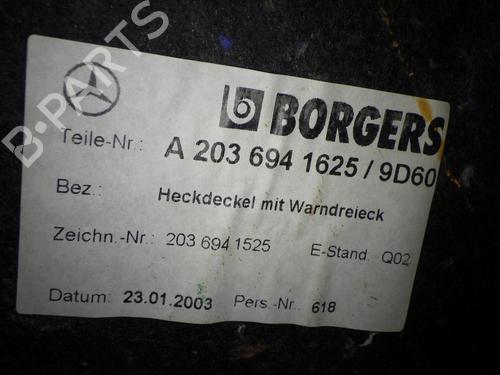 BORGERS
Teile-Nr.: A 203 694 1625 / 9D60
Bez.: Heckdeckel mit Warndreieck
Zeichn.-Nr.: 203 694 1525 E-Stand. Q02
Datum: 23.01.2003 Pers.-Nr. 618
B-PARTS